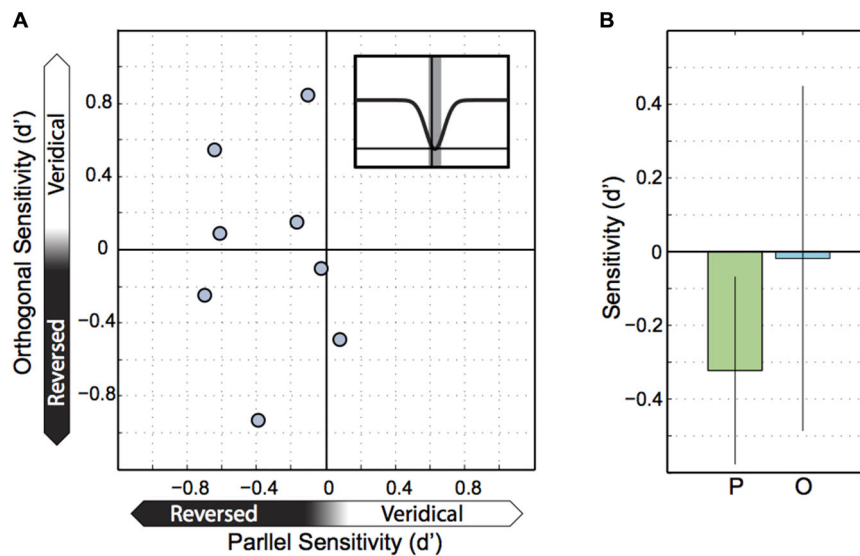 A
Orthogonal Sensitivity (d')
Veridical
Reversed
0.8
0.4
0
−0.4
−0.8
−0.8 −0.4 0 0.4 0.8
Reversed Veridical
Parllel Sensitivity (d')
B
Sensitivity (d')
0.4
0.2
0
−0.2
−0.4
P O